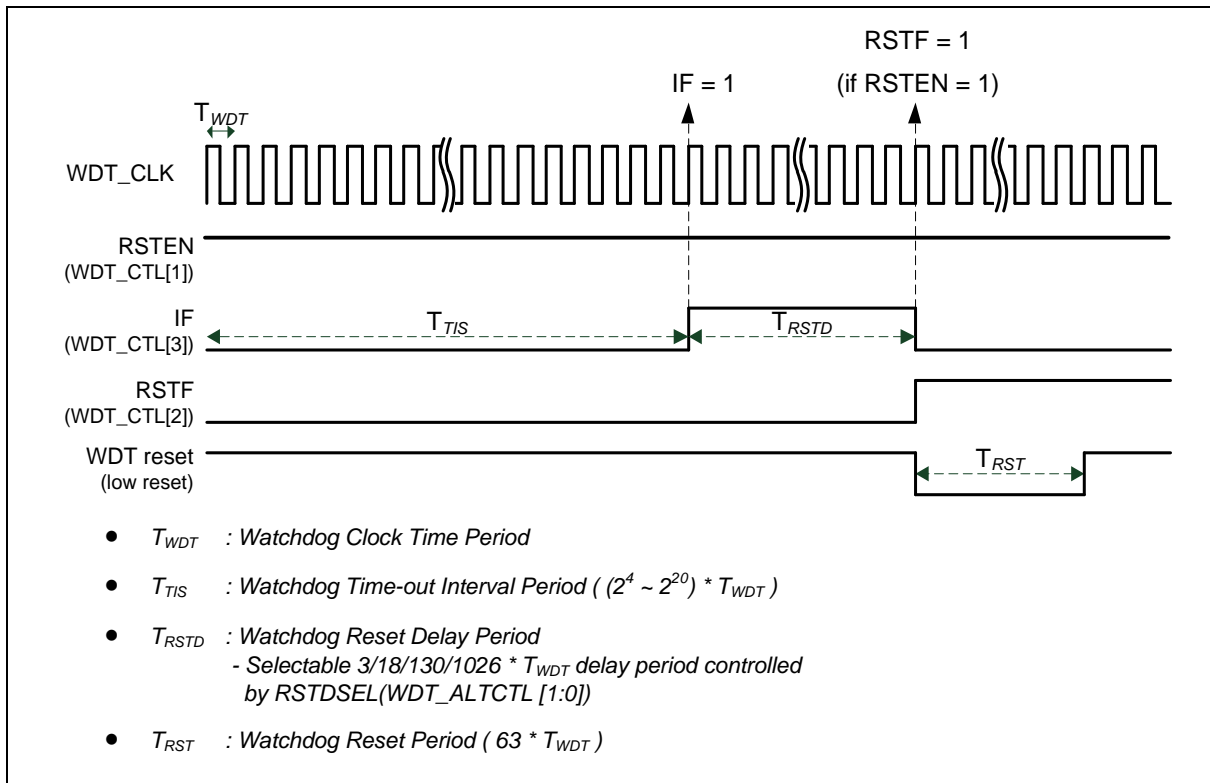 RSTF = 1
IF = 1
(if RSTEN = 1)
TWDT
WDT_CLK
RSTEN
(WDT_CTL[1])
IF
(WDT_CTL[3])
TTIS
TRSTD
RSTF
(WDT_CTL[2])
WDT reset
(low reset)
TRST
• TWDT : Watchdog Clock Time Period
• TTIS : Watchdog Time-out Interval Period ( (2^4 ~ 2^20) * TWDT )
• TRSTD : Watchdog Reset Delay Period
- Selectable 3/18/130/1026 * TWDT delay period controlled
by RSTDSEL(WDT_ALTCTL [1:0])
• TRST : Watchdog Reset Period ( 63 * TWDT )